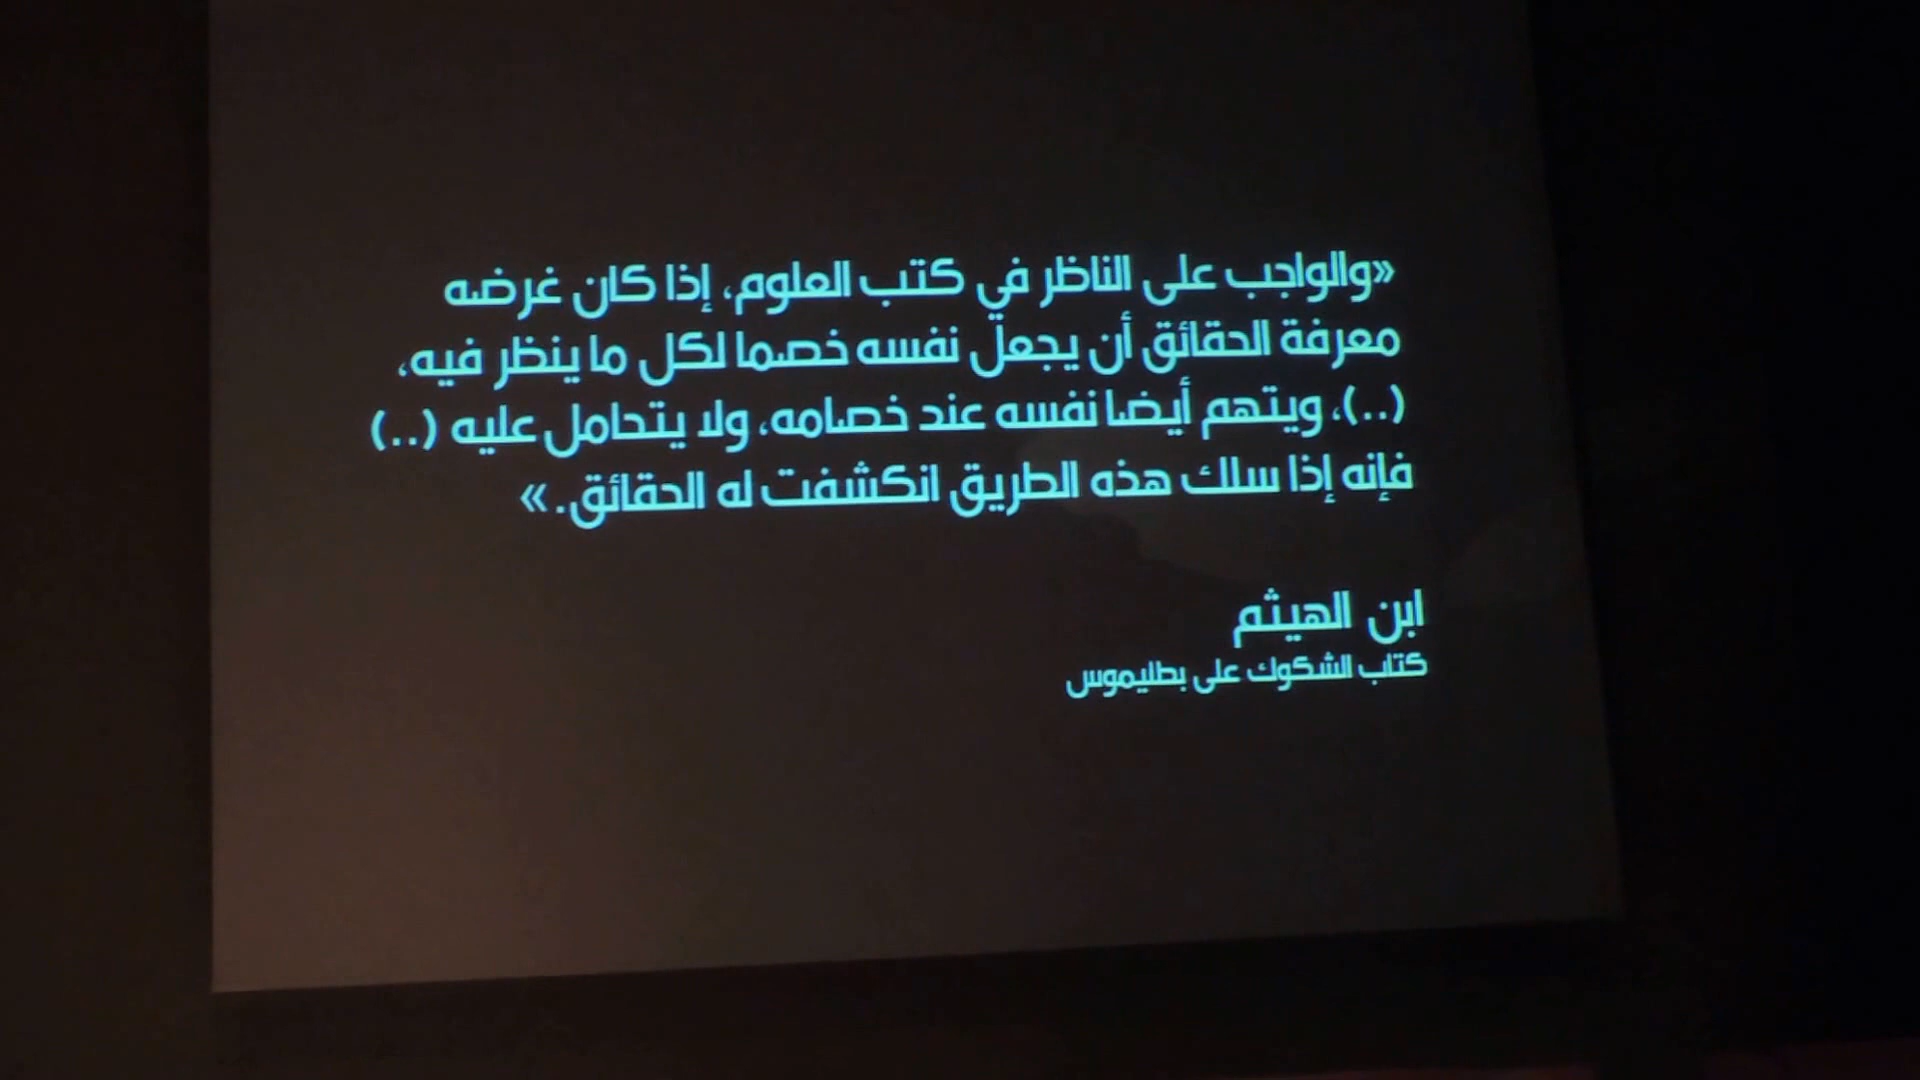 «والواجب على الناظر في كتب العلوم، إذا كان غرضه
معرفة الحقائق أن يجعل نفسه خصما لكل ما ينظر فيه،
(..)، ويتهم أيضا نفسه عند خصامه، ولا يتحامل عليه (..)
فإنه إذا سلك هذه الطريق انكشفت له الحقائق.»
ابن الهيثم
كتاب الشكوك على بطليموس